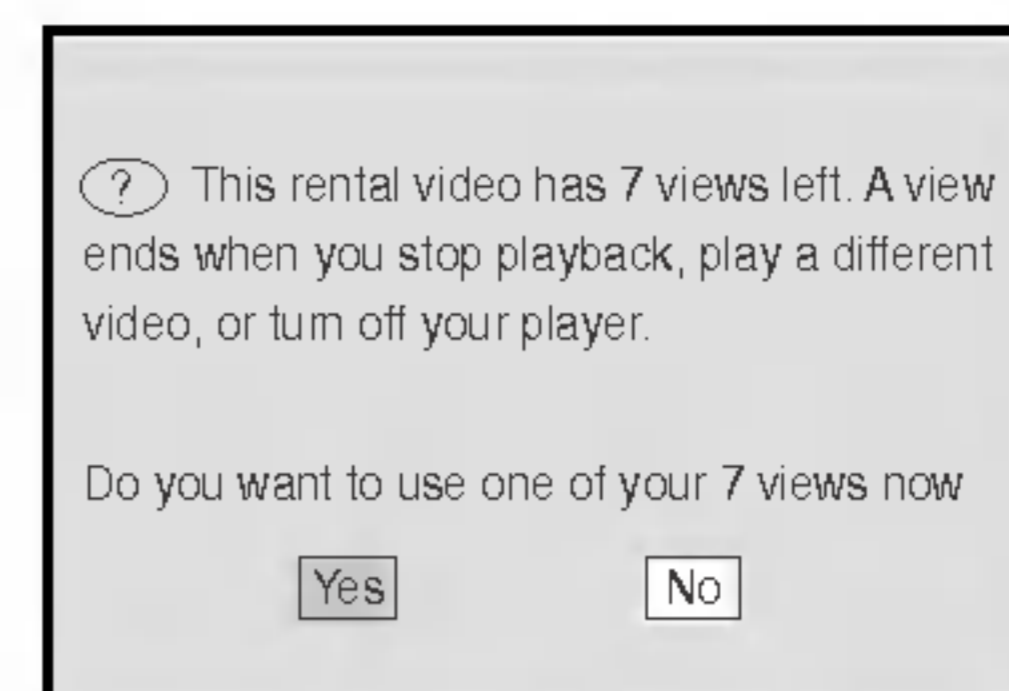 ? This rental video has 7 views left. A view
ends when you stop playback, play a different
video, or turn off your player.
Do you want to use one of your 7 views now
Yes No